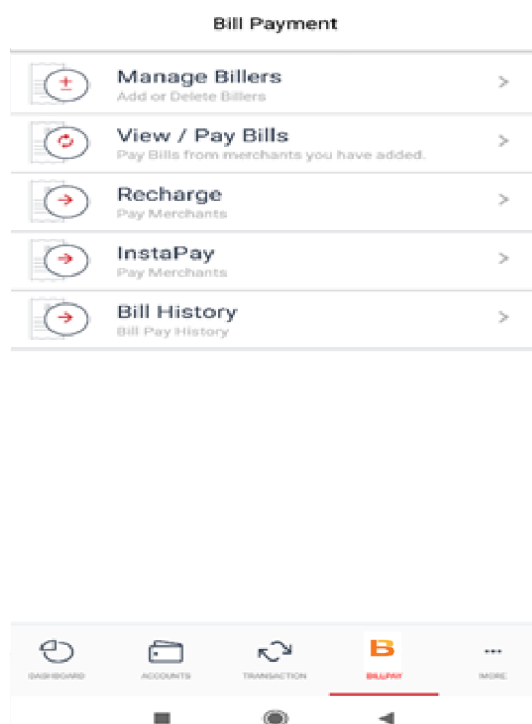 Bill Payment
Manage Billers
Add or Delete Billers
View / Pay Bills
Pay Bills from merchants you have added.
Recharge
Pay Merchants
InstaPay
Pay Merchants
Bill History
Bill Pay History
DASHBOARD
ACCOUNTS
TRANSACTION
BILLPAY
MORE